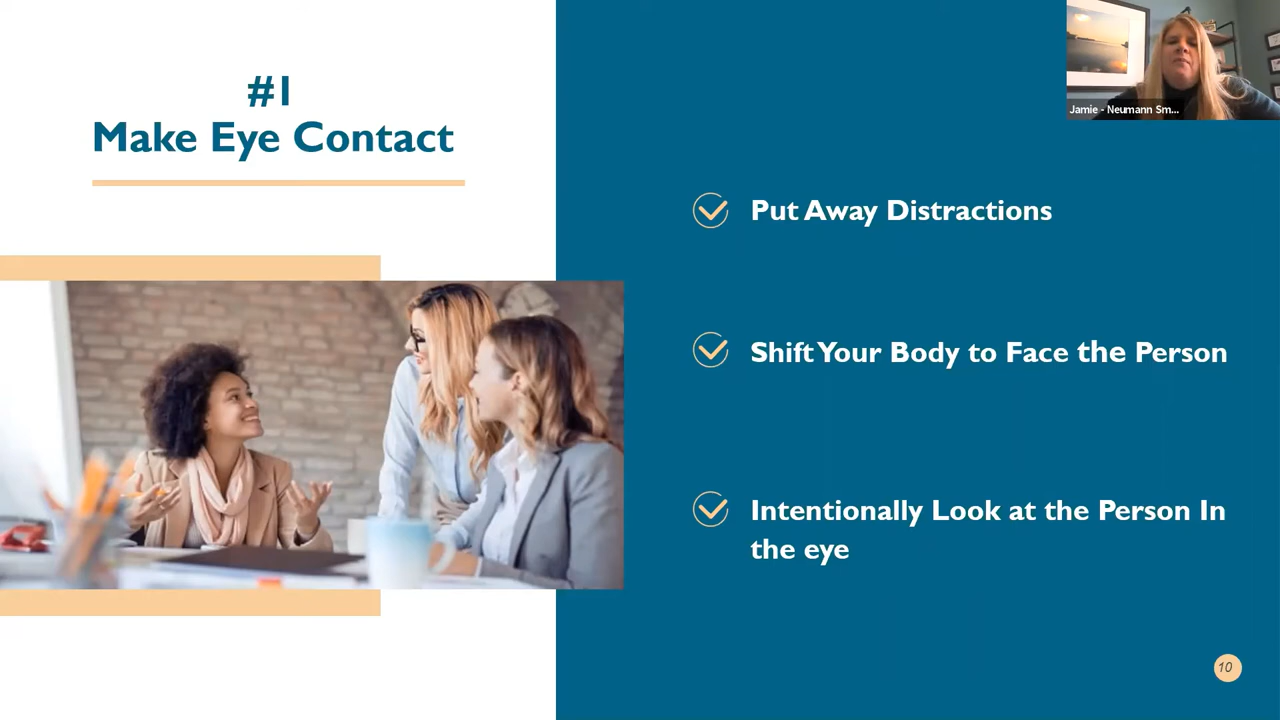 #1
Make Eye Contact
Jamie - Neumann Sm...
Put Away Distractions
Shift Your Body to Face the Person
Intentionally Look at the Person In
the eye
10